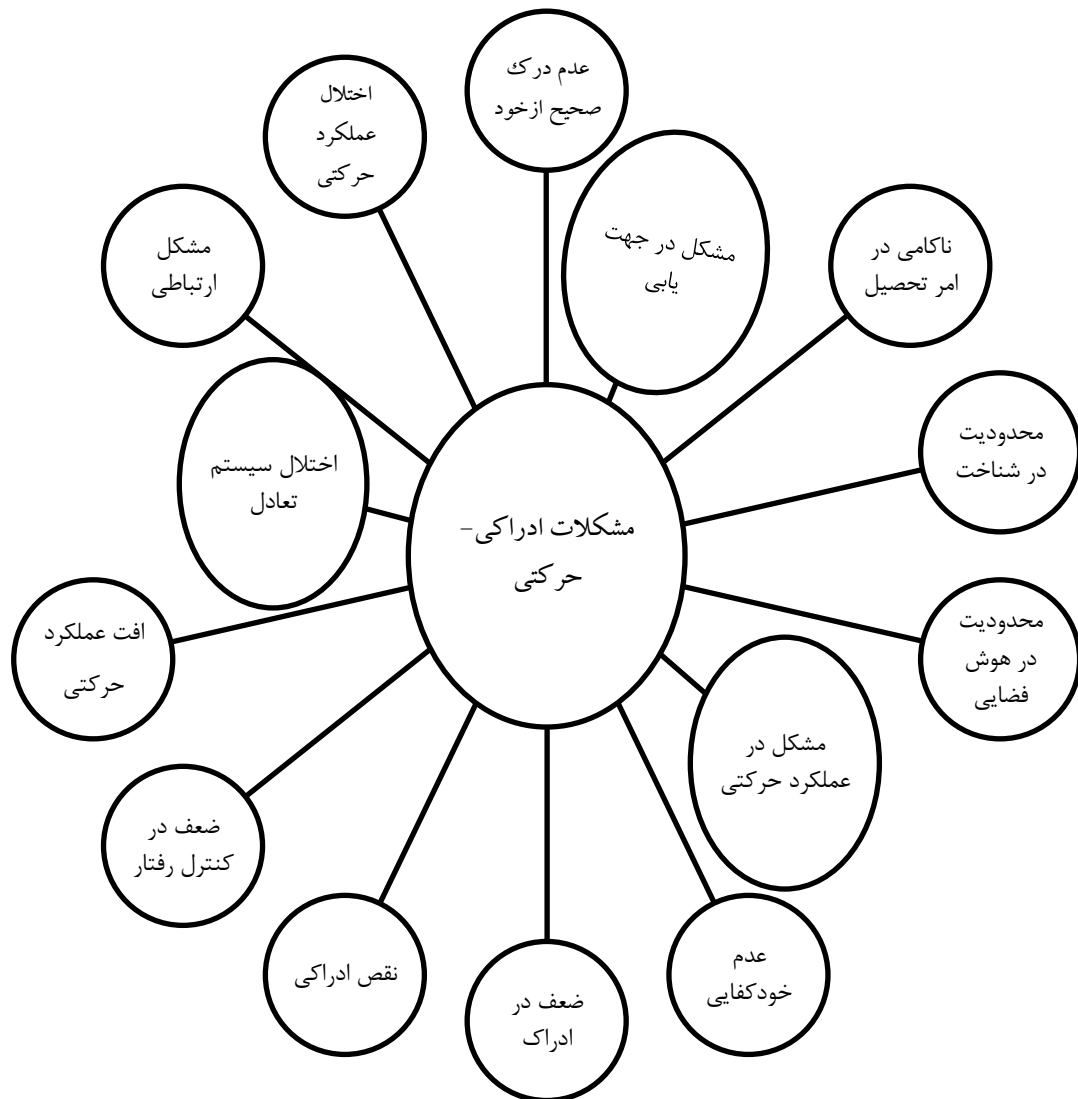 عدم درک
صحیح ازخود
اختلال
عملکرد
حرکتی
مشکل در جهت
یابی
ناکامی در
امر تحصیل
مشکل
ارتباطی
محدودیت
در شناخت
اختلال سیستم
تعادل
مشکلات ادراکی-
حرکتی
محدودیت
در هوش
فضایی
افت عملکرد
حرکتی
مشکل در
عملکرد حرکتی
ضعف در
کنترل رفتار
عدم
خودکفایی
نقص ادراکی
ضعف در
ادراک